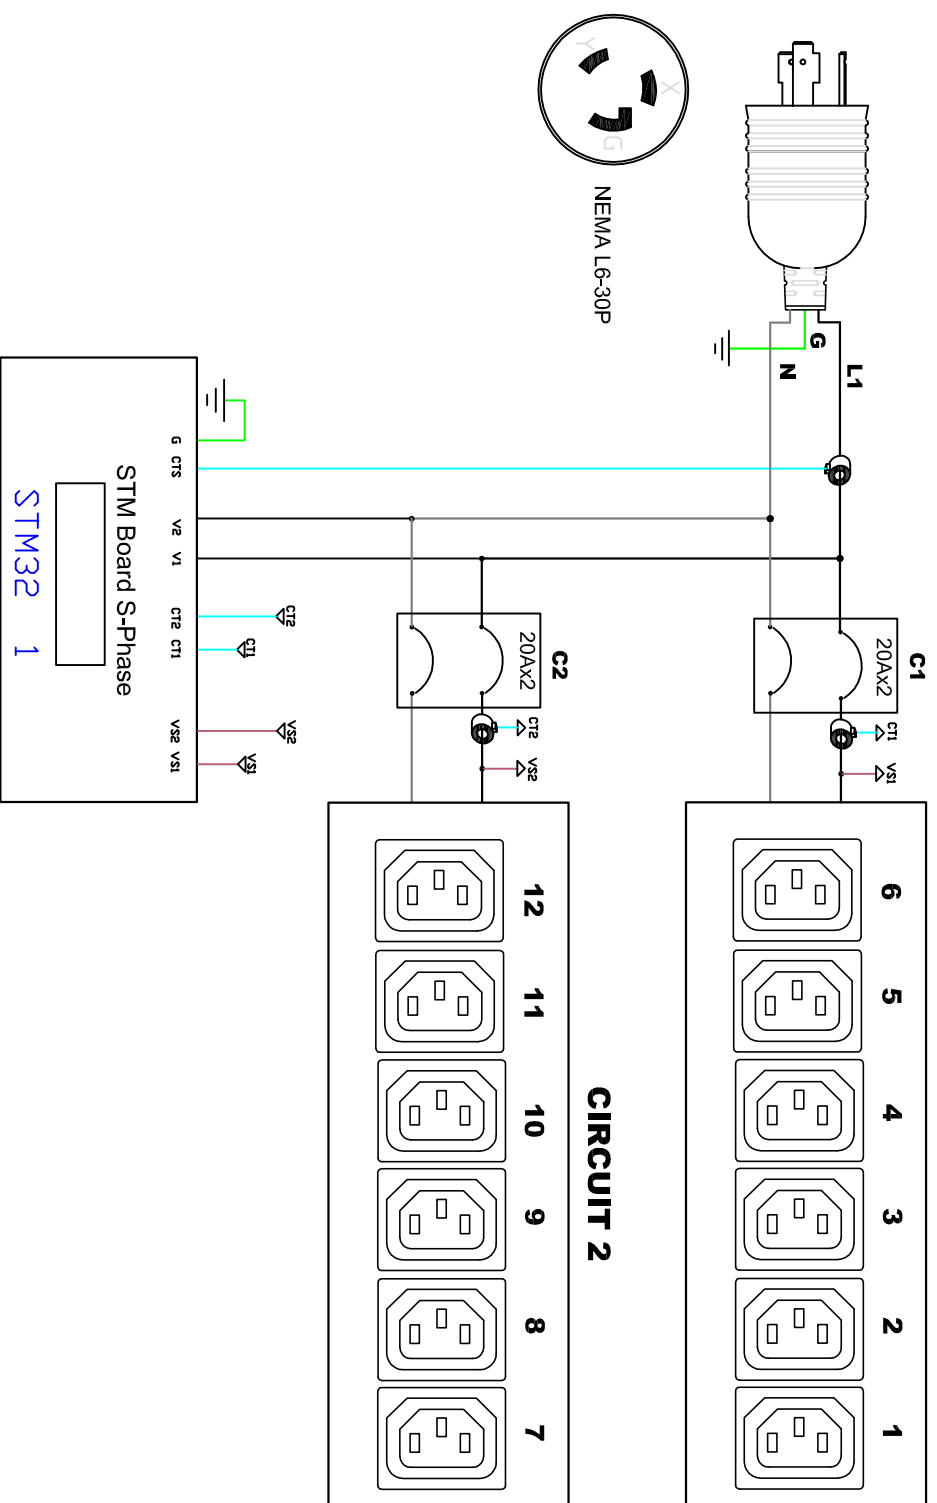 Y
X
G
NEMA L6-30P
L1
G
N
C1
20Ax2
CT1
VS1
C2
20Ax2
CT2
VS2
6
5
4
3
2
1
CIRCUIT 2
12
11
10
9
8
7
G
CTS
V2
V1
CT2
CT1
VS2
VS1
CT2
CT1
VS2
VS1
STM Board S-Phase
STM32 1